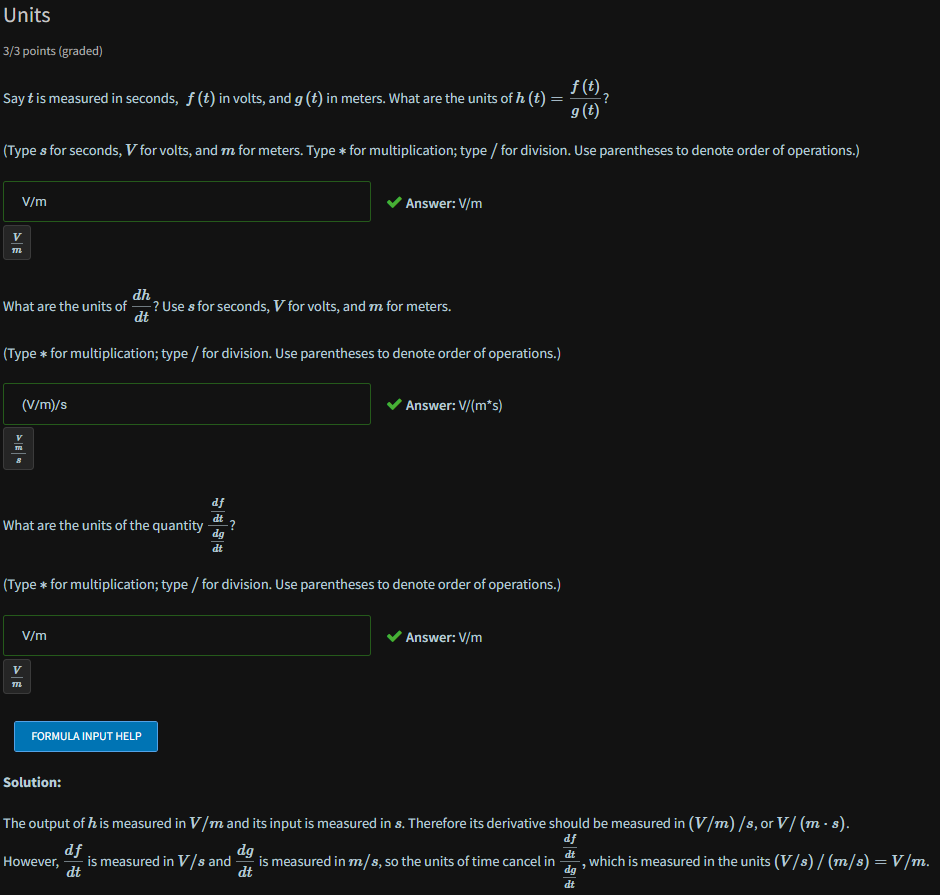 Units
3/3 points (graded)
Say t is measured in seconds, f (t) in volts, and g (t) in meters. What are the units of h (t) = f (t) / g (t) ?
(Type s for seconds, V for volts, and m for meters. Type * for multiplication; type / for division. Use parentheses to denote order of operations.)
V/m
Answer: V/m
V/m
What are the units of dh/dt ? Use s for seconds, V for volts, and m for meters.
(Type * for multiplication; type / for division. Use parentheses to denote order of operations.)
(V/m)/s
Answer: V/(m*s)
V/m/s
What are the units of the quantity df/dt / dg/dt ?
(Type * for multiplication; type / for division. Use parentheses to denote order of operations.)
V/m
Answer: V/m
V/m
FORMULA INPUT HELP
Solution:
The output of h is measured in V/m and its input is measured in s. Therefore its derivative should be measured in (V/m) /s, or V/ (m · s).
However, df/dt is measured in V/s and dg/dt is measured in m/s, so the units of time cancel in df/dt / dg/dt , which is measured in the units (V/s) / (m/s) = V/m.